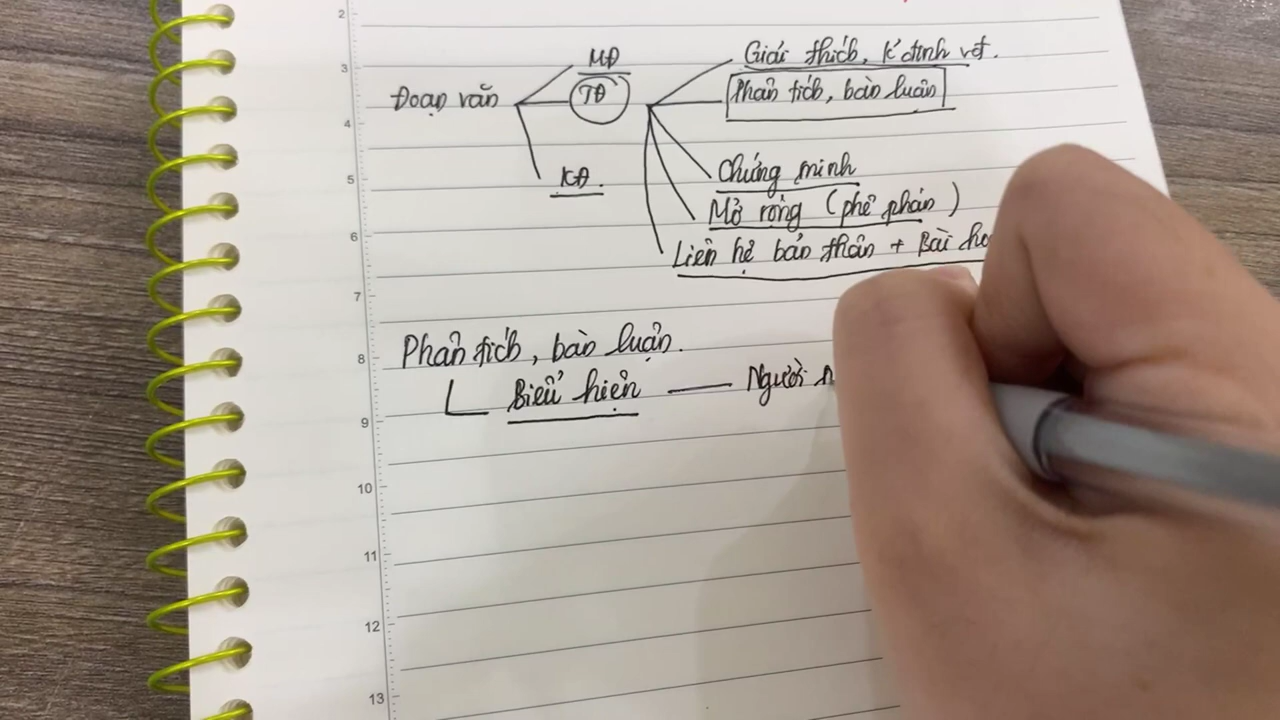 2
3
4
5
6
7
8
9
10
11
12
13
MĐ
Đoạn văn
TĐ
KĐ.
Giải thích, k' định vđ.
Phân tích, bàn luận
Chứng minh
Mở rộng (phê phán)
Liên hệ bản thân + Bài
Phân tích, bàn luận.
Biểu hiện — Người